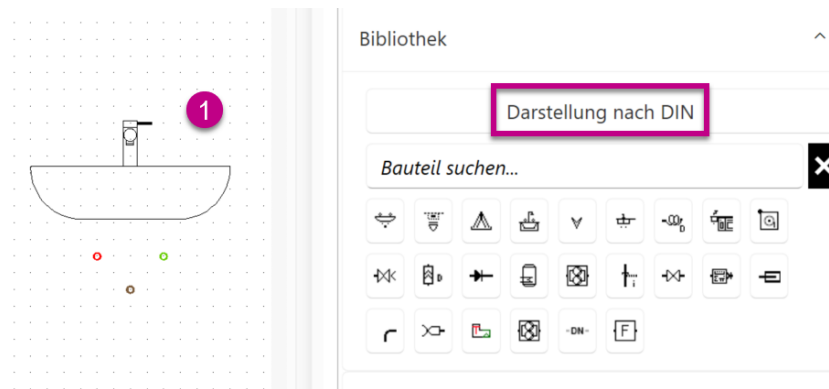 Bibliothek
1
Darstellung nach DIN
Bauteil suchen...
D
D
i
-DN-
F